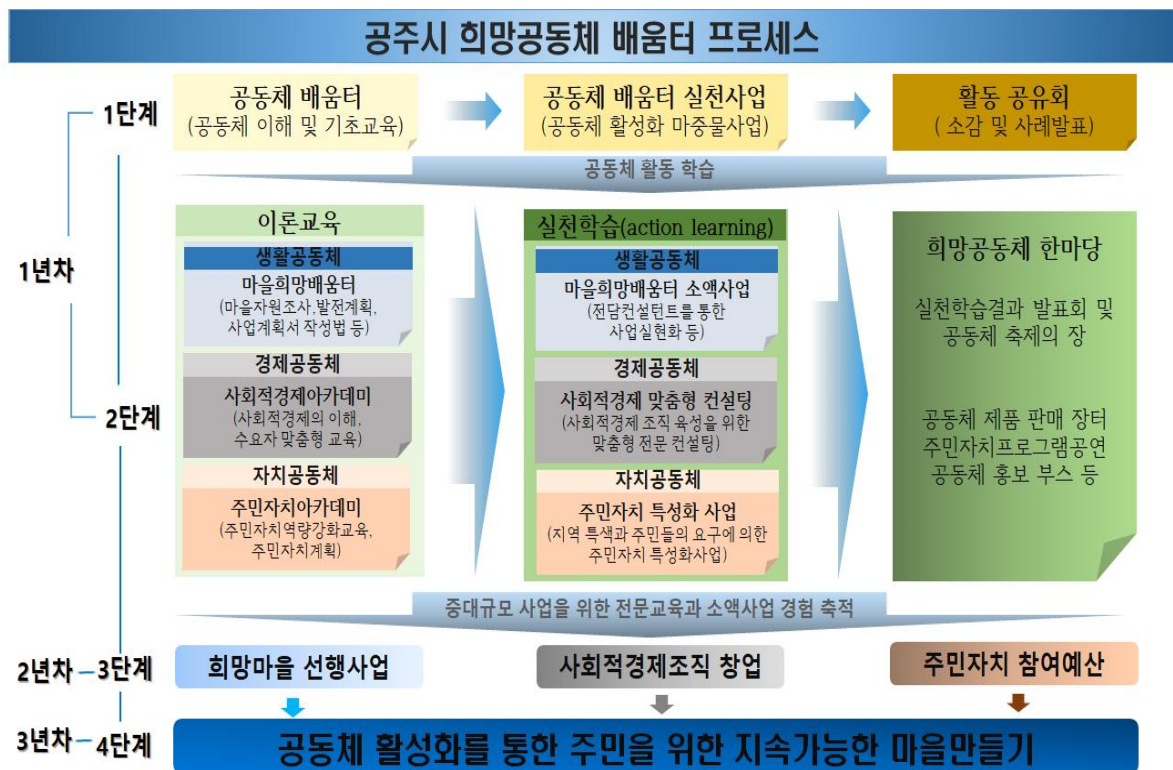 공주시 희망공동체 배움터 프로세스
1단계
공동체 배움터
(공동체 이해 및 기초교육)
공동체 배움터 실천사업
(공동체 활성화 마중물사업)
활동 공유회
( 소감 및 사례발표)
공동체 활동 학습
1년차
2단계
이론교육
생활공동체
마을희망배움터
(마을자원조사,발전계획,
사업계획서 작성법 등)
경제공동체
사회적경제아카데미
(사회적경제의 이해,
수요자 맞춤형 교육)
자치공동체
주민자치아카데미
(주민자치역량강화교육,
주민자치계획)
실천학습(action learning)
생활공동체
마을희망배움터 소액사업
(전담컨설턴트를 통한
사업실현화 등)
경제공동체
사회적경제 맞춤형 컨설팅
(사회적경제 조직 육성을 위한
맞춤형 전문 컨설팅)
자치공동체
주민자치 특성화 사업
(지역 특색과 주민들의 요구에 의한
주민자치 특성화사업)
희망공동체 한마당
실천학습결과 발표회 및
공동체 축제의 장
공동체 제품 판매 장터
주민자치프로그램공연
공동체 홍보 부스 등
중대규모 사업을 위한 전문교육과 소액사업 경험 축적
2년차
3단계
희망마을 선행사업
사회적경제조직 창업
주민자치 참여예산
3년차
4단계
공동체 활성화를 통한 주민을 위한 지속가능한 마을만들기